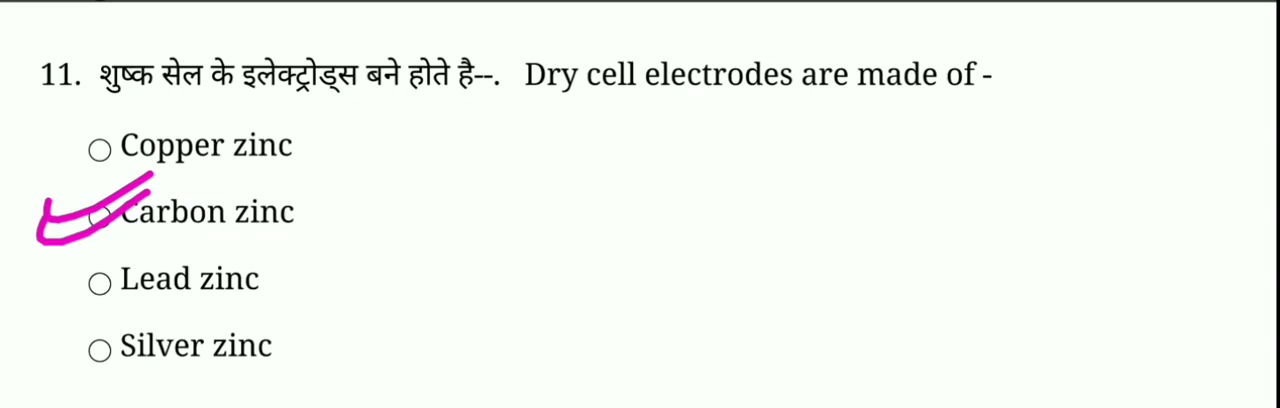 11. शुष्क सेल के इलेक्ट्रोड्स बने होते है--. Dry cell electrodes are made of -
Copper zinc
Carbon zinc
Lead zinc
Silver zinc